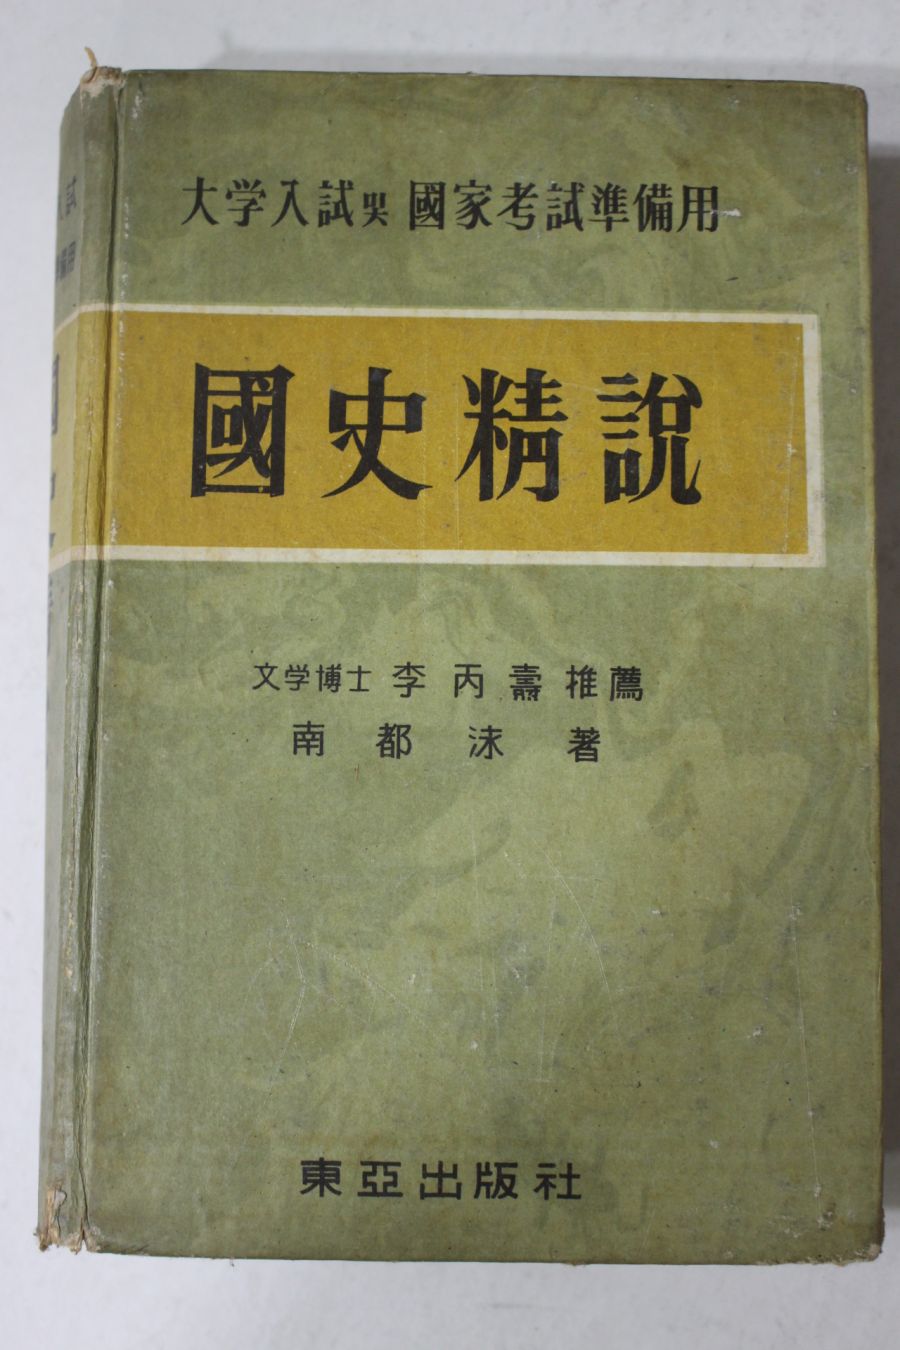 大学入試및 國家考試準備用
國史精說
文学博士 李丙壽 推薦
南都泳 著
東亞出版社